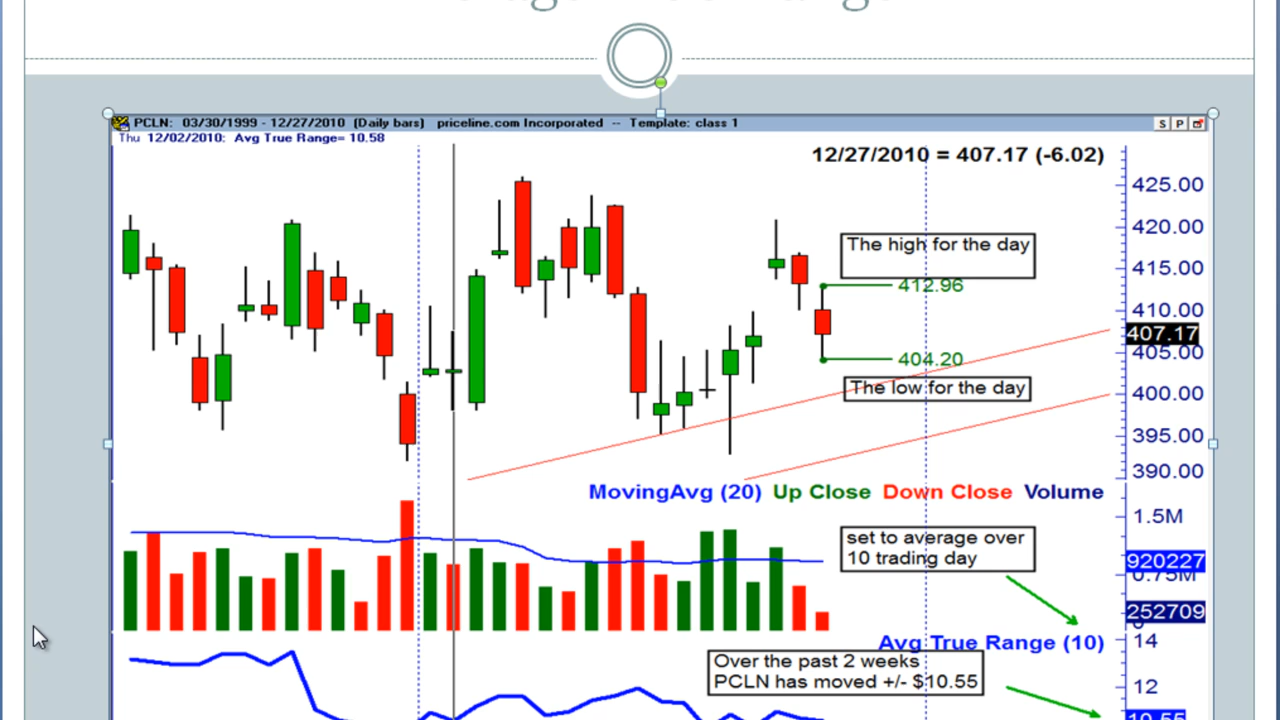 PCLN: 03/30/1999 - 12/27/2010 (Daily bars) priceline.com Incorporated -- Template: class 1
S P
Thu 12/02/2010: Avg True Range= 10.58
12/27/2010 = 407.17 (-6.02)
425.00
420.00
The high for the day
415.00
412.96
410.00
407.17
405.00
404.20
The low for the day
400.00
395.00
390.00
MovingAvg (20) Up Close Down Close Volume
1.5M
set to average over
10 trading day
920227
0.75M
252709
0
Avg True Range (10)
14
Over the past 2 weeks
PCLN has moved +/- $10.55
12
10.55